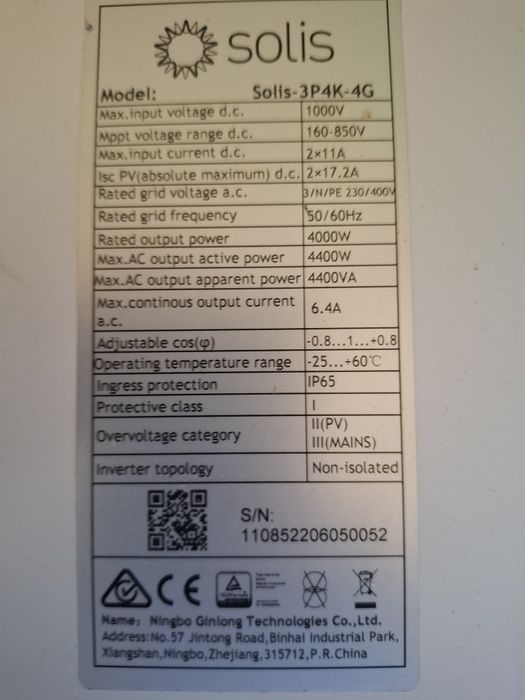 solis
Model: Solis-3P4K-4G
Max.input voltage d.c. 1000V
Mppt voltage range d.c. 160-850V
Max.input current d.c. 2×11A
Isc PV(absolute maximum) d.c. 2×17.2A
Rated grid voltage a.c. 3/N/PE 230/400V
Rated grid frequency 50/60Hz
Rated output power 4000W
Max.AC output active power 4400W
Max.AC output apparent power 4400VA
Max.continous output current
a.c. 6.4A
Adjustable cos(φ) -0.8...1...+0.8
Operating temperature range -25...+60℃
Ingress protection IP65
Protective class I
Overvoltage category II(PV)
III(MAINS)
Inverter topology Non-isolated
S/N:
110852206050052
CE
Name: Ningbo Ginlong Technologies Co.,Ltd.
Address:No.57 Jintong Road,Binhai Industrial Park,
Xiangshan,Ningbo,Zhejiang,315712,P.R.China